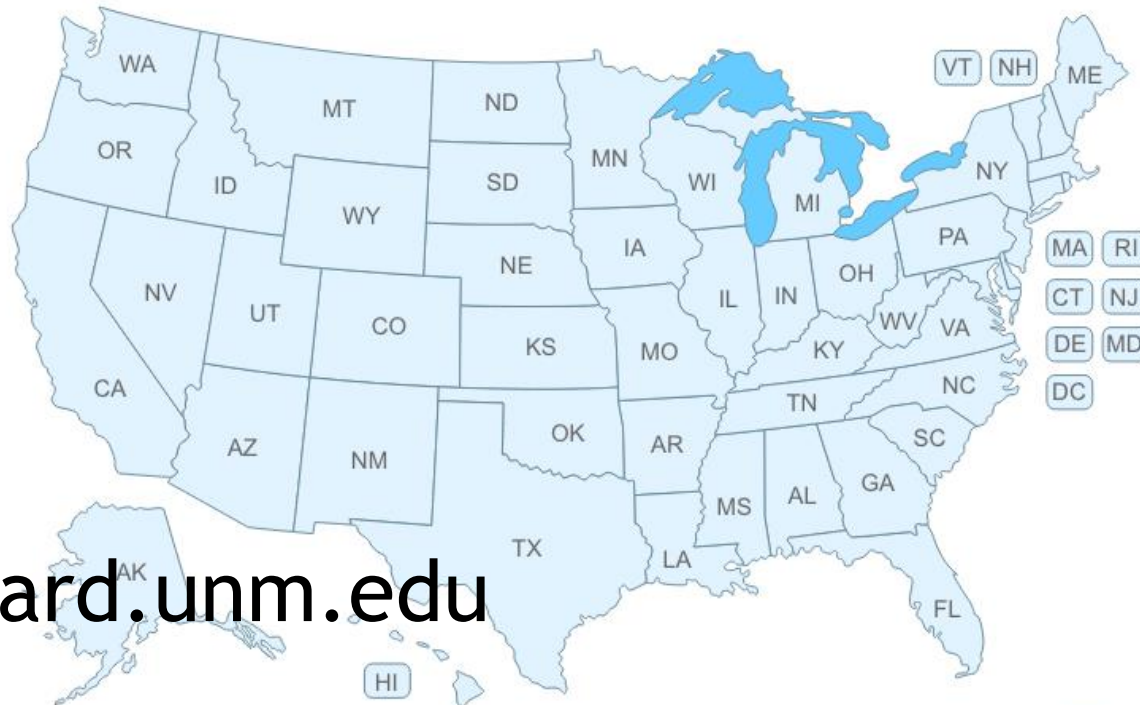 WA
MT
ND
MN
VT NH
ME
OR
ID
SD
WI
MI
NY
WY
NE
IA
PA
MA RI
NV
UT
CO
IL
IN
OH
CT NJ
KS
MO
KY
WV
VA
DE MD
CA
TN
NC
DC
AZ
NM
OK
AR
SC
MS
AL
GA
TX
LA
AK
ard.unm.edu
FL
HI